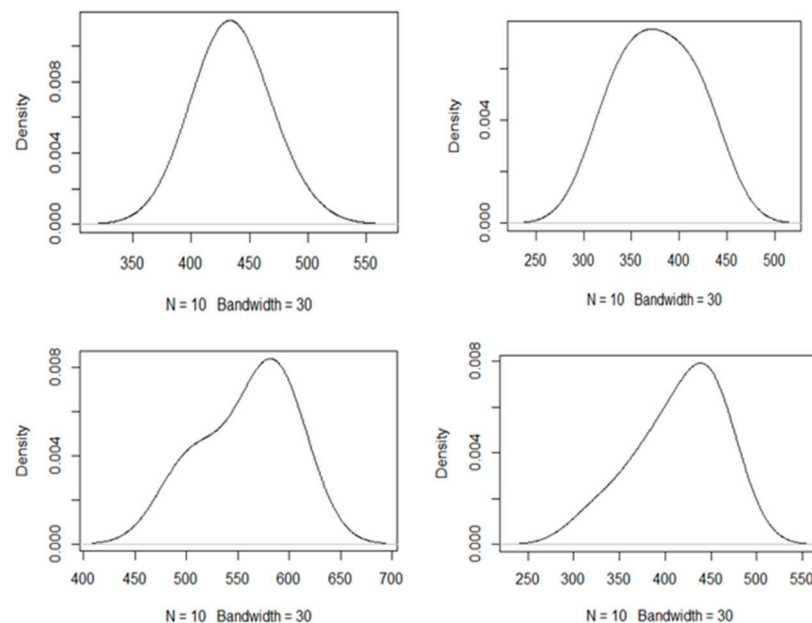 Density
0.008
0.004
0.000
350 400 450 500 550
N = 10 Bandwidth = 30
Density
0.004
0.000
250 300 350 400 450 500
N = 10 Bandwidth = 30
Density
0.008
0.004
0.000
400 450 500 550 600 650 700
N = 10 Bandwidth = 30
Density
0.008
0.004
0.000
250 300 350 400 450 500 550
N = 10 Bandwidth = 30